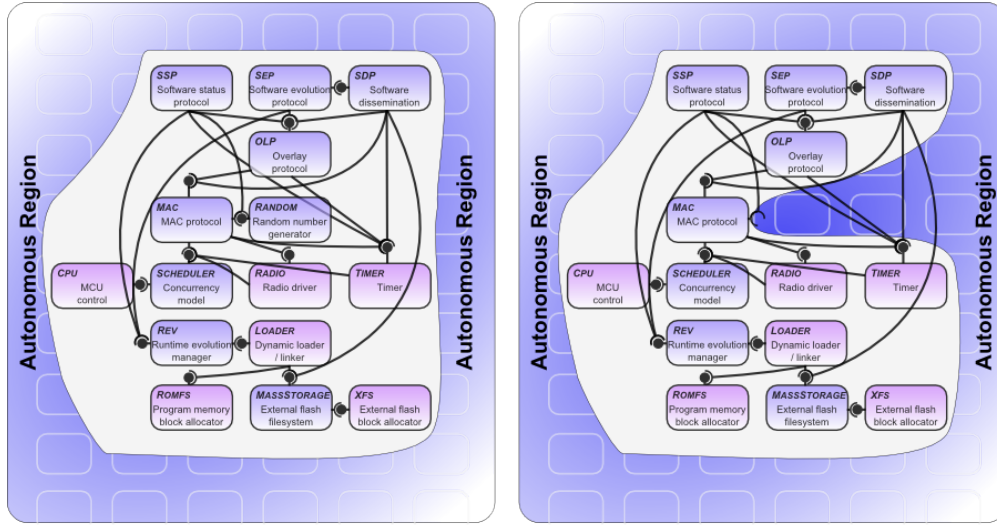 Autonomous Region
SSP
Software status
protocol
SEP
Software evolution
protocol
SDP
Software
dissemination
OLP
Overlay
protocol
MAC
MAC protocol
RANDOM
Random number
generator
CPU
MCU
control
SCHEDULER
Concurrency
model
RADIO
Radio driver
TIMER
Timer
REV
Runtime evolution
manager
LOADER
Dynamic loader
/ linker
ROMFS
Program memory
block allocator
MASSSTORAGE
External flash
filesystem
XFS
External flash
block allocator
Autonomous Region
Autonomous Region
SSP
Software status
protocol
SEP
Software evolution
protocol
SDP
Software
dissemination
OLP
Overlay
protocol
MAC
MAC protocol
CPU
MCU
control
SCHEDULER
Concurrency
model
RADIO
Radio driver
TIMER
Timer
REV
Runtime evolution
manager
LOADER
Dynamic loader
/ linker
ROMFS
Program memory
block allocator
MASSSTORAGE
External flash
filesystem
XFS
External flash
block allocator
Autonomous Region